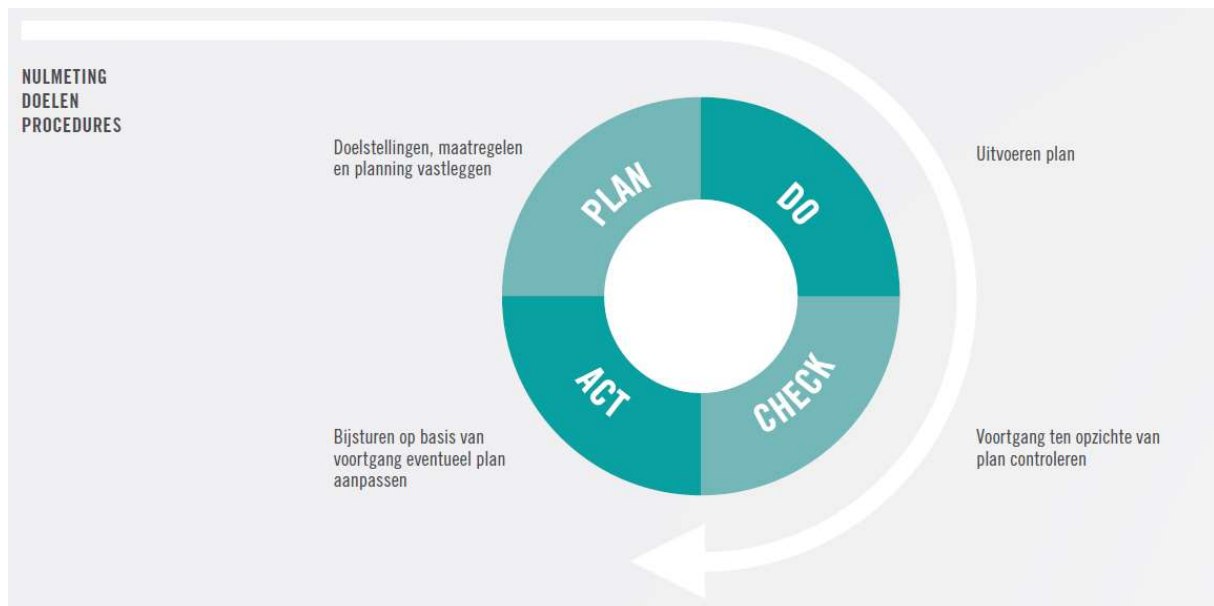 NULMETING
DOELEN
PROCEDURES
Doelstellingen, maatregelen
en planning vastleggen
PLAN
DO
Uitvoeren plan
Bijsturen op basis van
voortgang eventueel plan
aanpassen
ACT
CHECK
Voortgang ten opzichte van
plan controleren